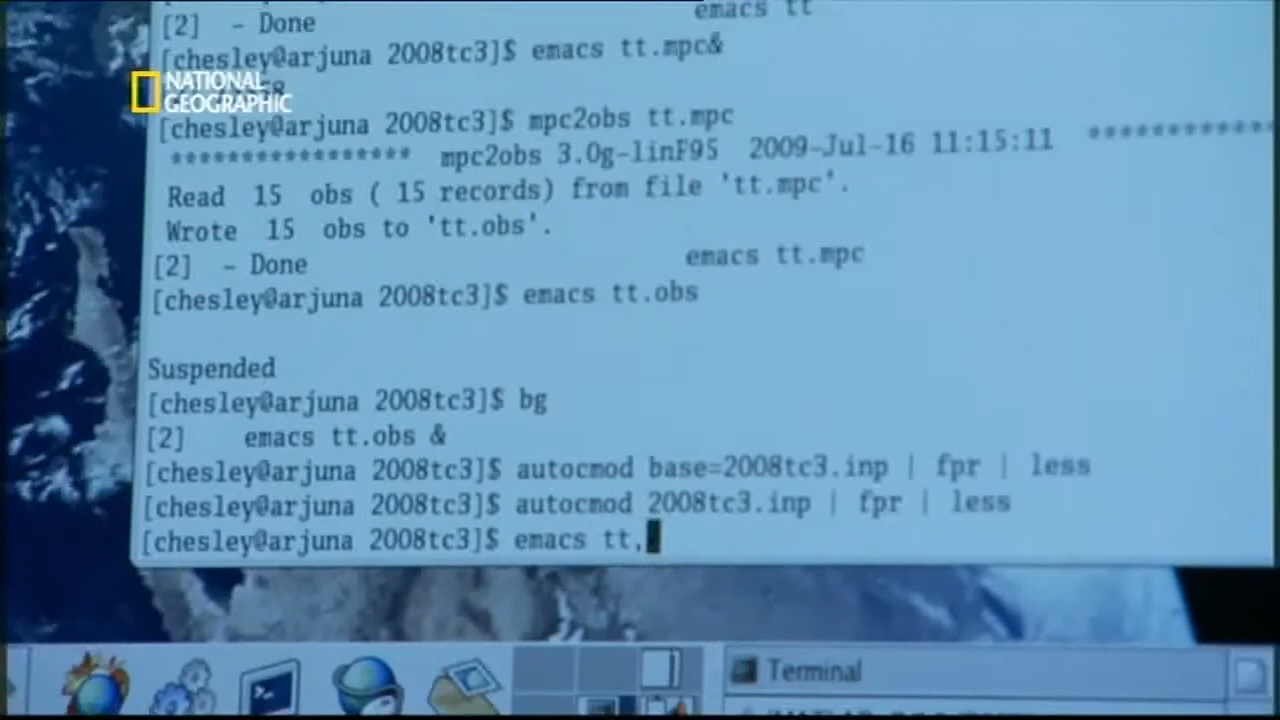 emacs tt
[2]  - Done
[chesley@arjuna 2008tc3]$ emacs tt.mpc&
NATIONAL
GEOGRAPHIC
[chesley@arjuna 2008tc3]$ mpc2obs tt.mpc
***************** mpc2obs 3.0g-linF95 2009-Jul-16 11:15:11 ************
Read 15 obs ( 15 records) from file 'tt.mpc'.
Wrote 15 obs to 'tt.obs'.
[2]  - Done emacs tt.mpc
[chesley@arjuna 2008tc3]$ emacs tt.obs
Suspended
[chesley@arjuna 2008tc3]$ bg
[2] emacs tt.obs &
[chesley@arjuna 2008tc3]$ autocmod base=2008tc3.inp | fpr | less
[chesley@arjuna 2008tc3]$ autocmod 2008tc3.inp | fpr | less
[chesley@arjuna 2008tc3]$ emacs tt,
Terminal